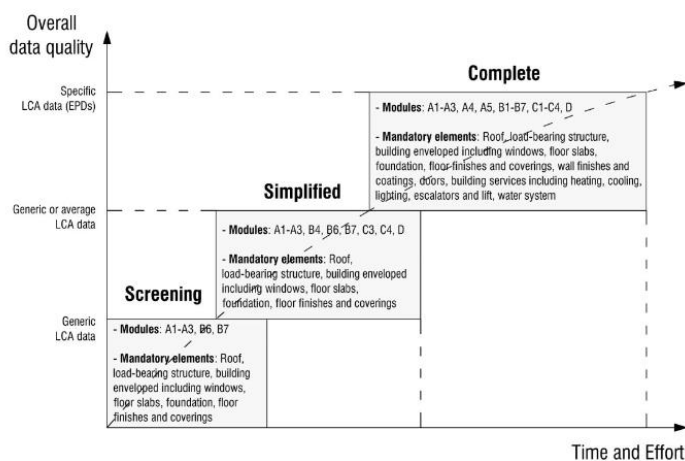 Overall
data quality
Complete
Specific
LCA data (EPDs)
- Modules: A1-A3, A4, A5, B1-B7, C1-C4, D
- Mandatory elements: Roof, load-bearing structure,
building enveloped including windows, floor slabs,
foundation, floor-finishes and coverings, wall finishes and
coatings, doors, building services including heating, cooling,
lighting, escalators and lift, water system
Simplified
Generic or average
LCA data
- Modules: A1-A3, B4, B6, B7, C3, C4, D
- Mandatory elements: Roof,
load-bearing structure, building enveloped
including windows, floor slabs,
foundation, floor finishes and coverings
Screening
Generic
LCA data
- Modules: A1-A3, B6, B7
- Mandatory elements: Roof,
load-bearing structure, building
enveloped including windows,
floor slabs, foundation, floor
finishes and coverings
Time and Effort